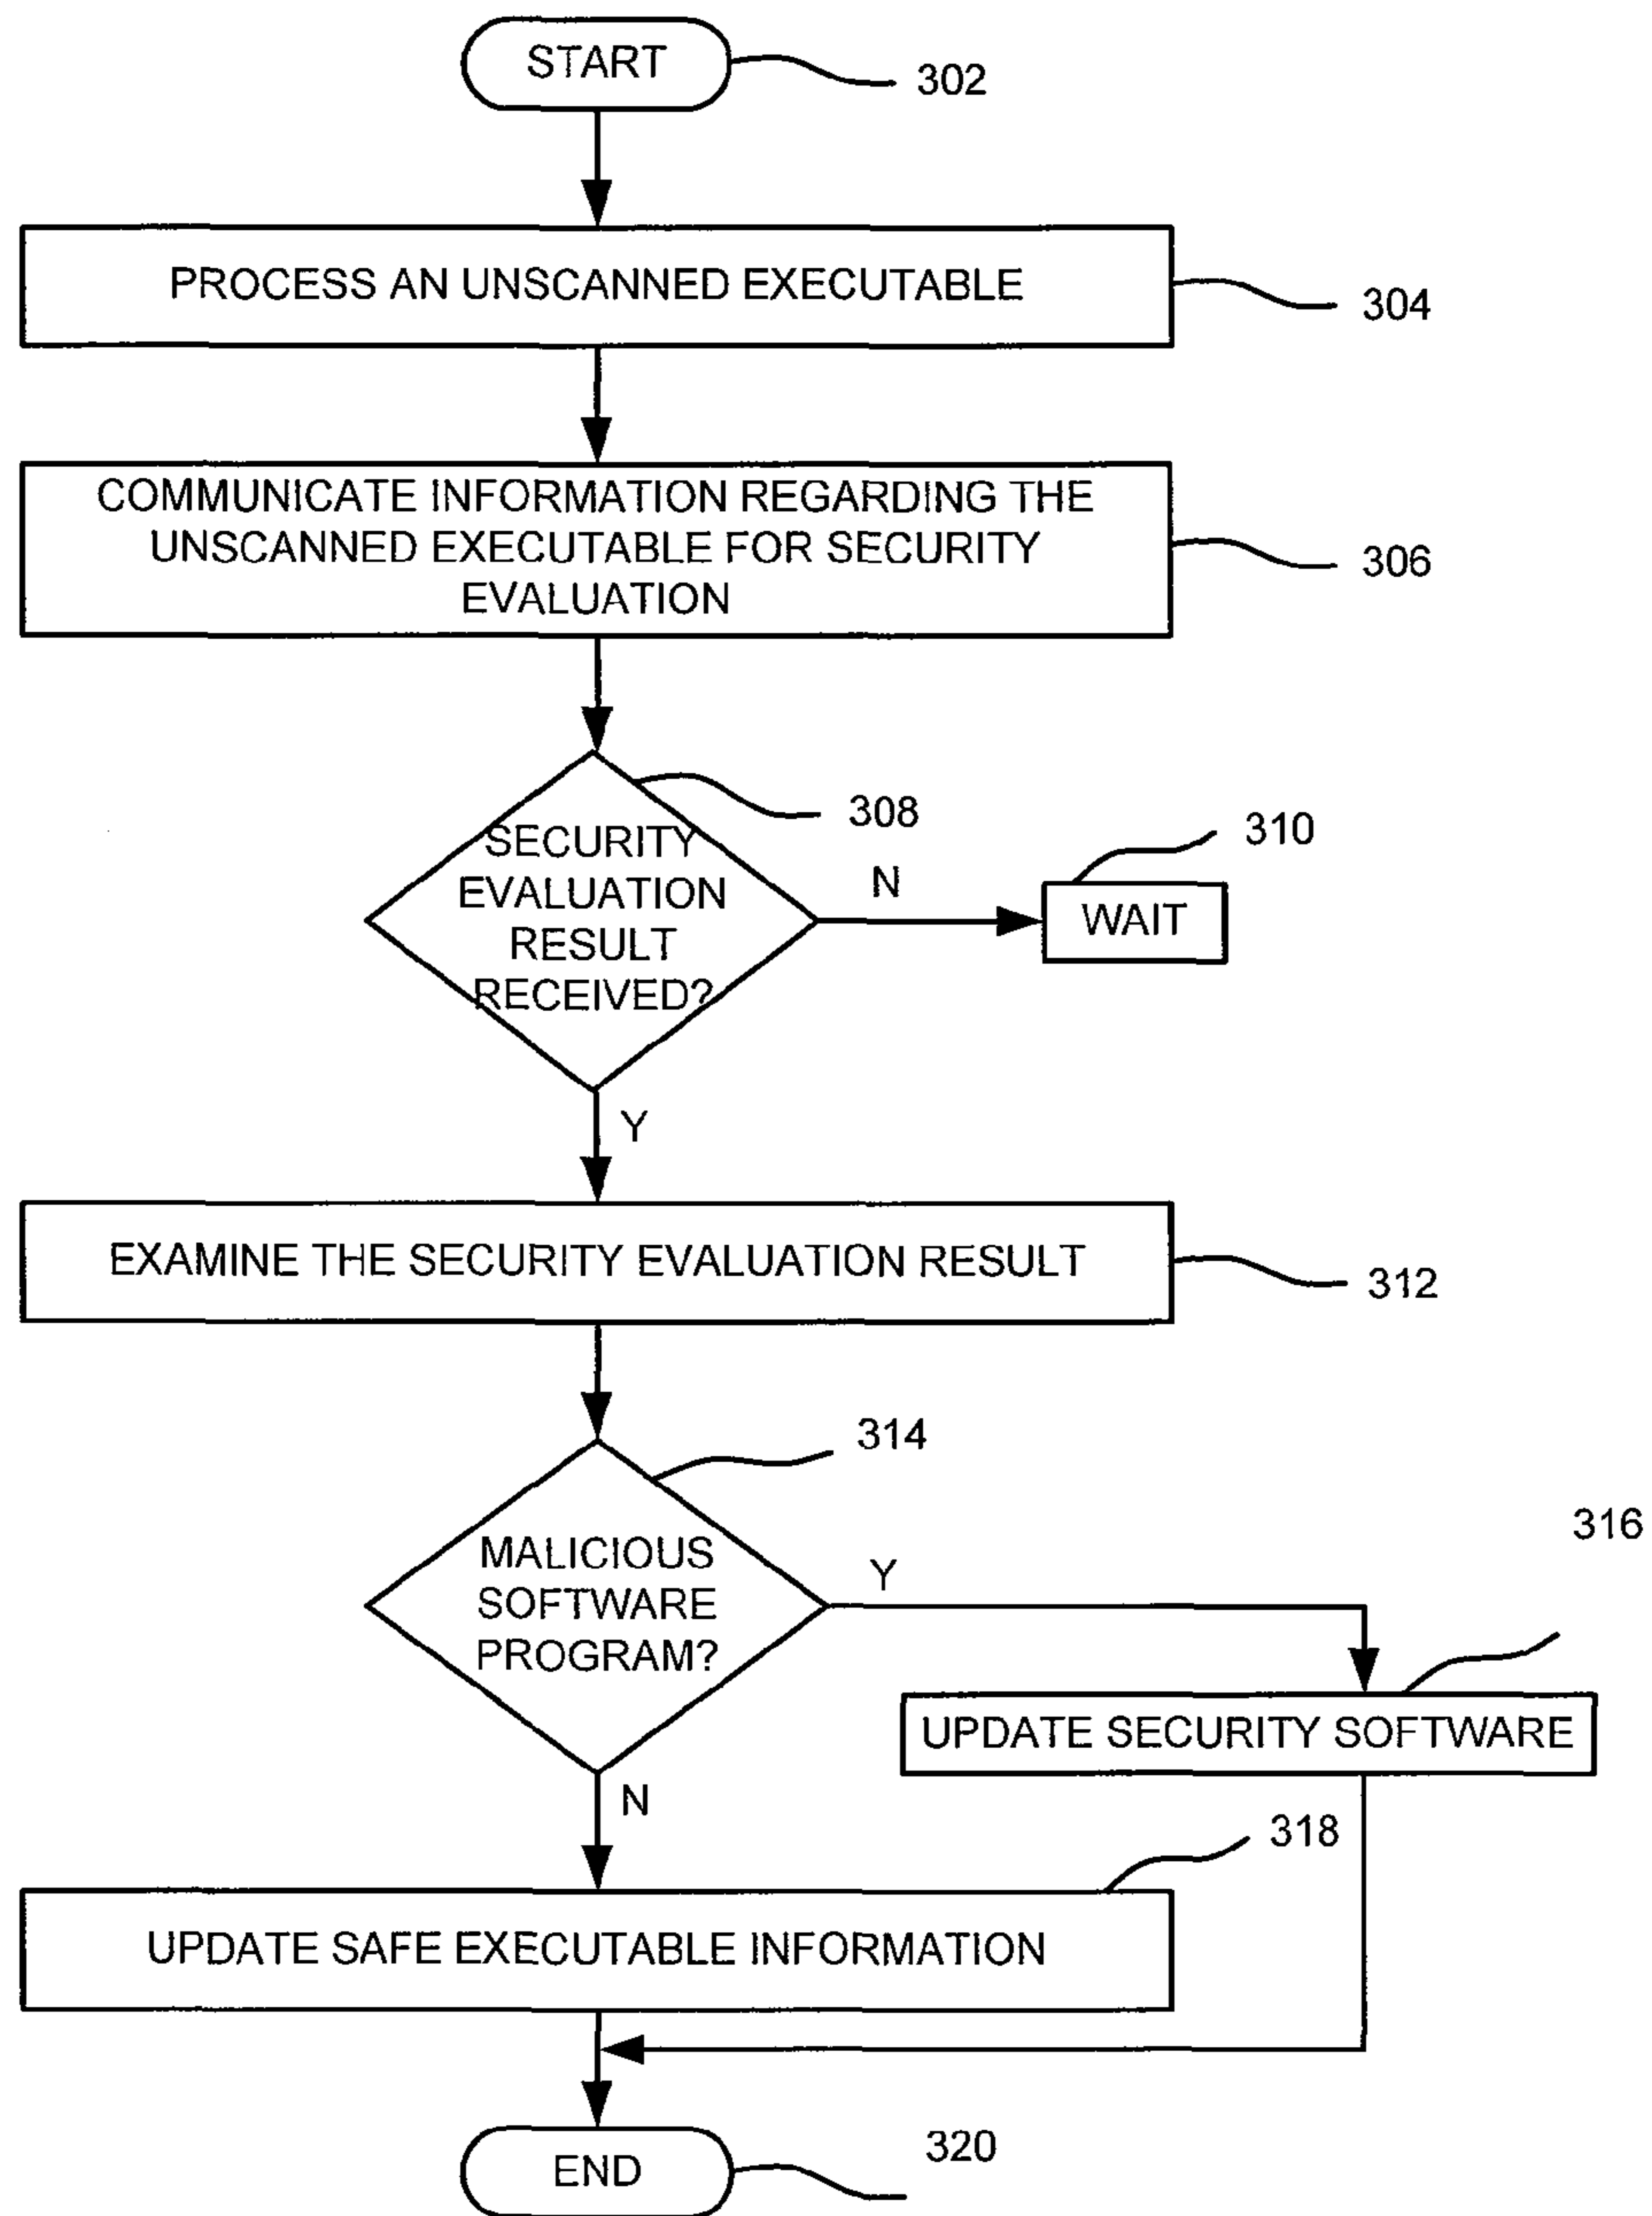 START
302
PROCESS AN UNSCANNED EXECUTABLE
304
COMMUNICATE INFORMATION REGARDING THE
UNSCANNED EXECUTABLE FOR SECURITY
EVALUATION
306
308
SECURITY
EVALUATION
RESULT
RECEIVED?
N
310
WAIT
Y
EXAMINE THE SECURITY EVALUATION RESULT
312
314
MALICIOUS
SOFTWARE
PROGRAM?
Y
316
UPDATE SECURITY SOFTWARE
N
318
UPDATE SAFE EXECUTABLE INFORMATION
END
320